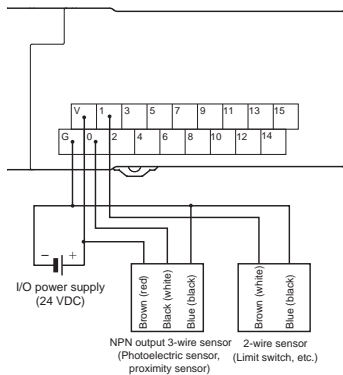 V 1 3 5 7 9 11 13 15
G 0 2 4 6 8 10 12 14
− +
I/O power supply
(24 VDC)
Brown (red)
Black (white)
Blue (black)
Brown (white)
Blue (black)
NPN output 3-wire sensor
(Photoelectric sensor,
proximity sensor)
2-wire sensor
(Limit switch, etc.)